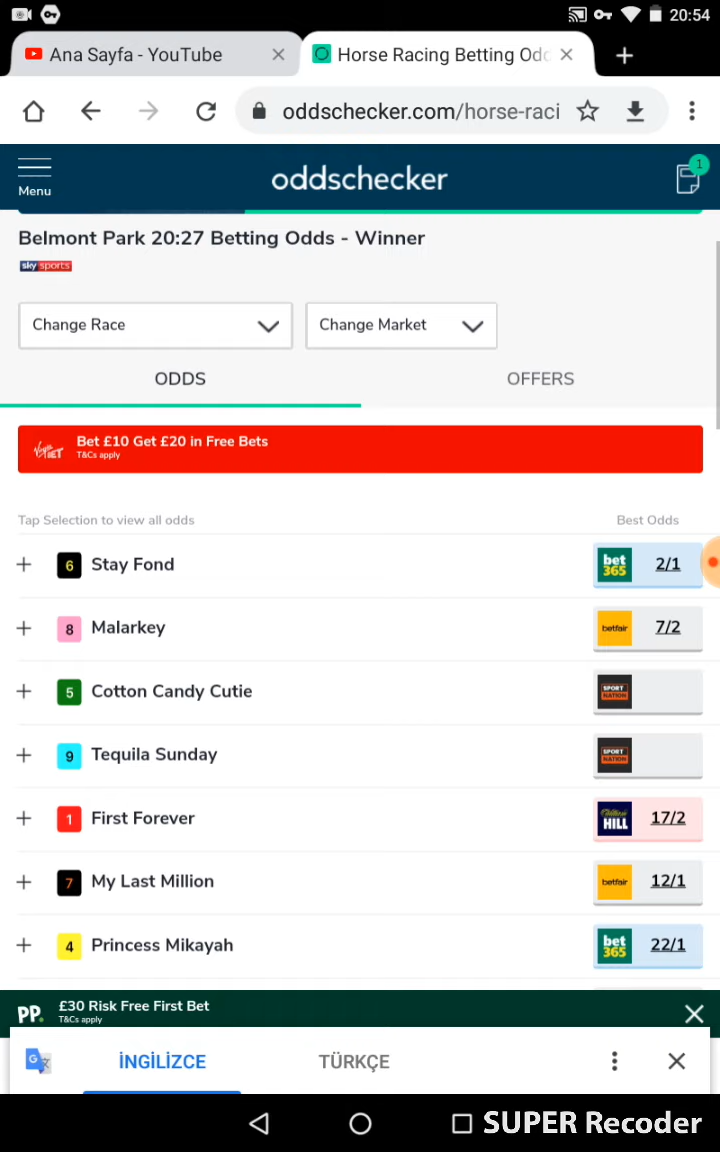 20:54
Ana Sayfa - YouTube
Horse Racing Betting Odd
oddschecker.com/horse-raci
Menu
oddschecker
1
Belmont Park 20:27 Betting Odds - Winner
sky sports
Change Race
Change Market
ODDS
OFFERS
Virgin BET
Bet £10 Get £20 in Free Bets
T&Cs apply
Tap Selection to view all odds
Best Odds
6 Stay Fond bet365 2/1
8 Malarkey betfair 7/2
5 Cotton Candy Cutie SPORT NATION
9 Tequila Sunday SPORT NATION
1 First Forever William HILL 17/2
7 My Last Million betfair 12/1
4 Princess Mikayah bet365 22/1
PP.
£30 Risk Free First Bet
T&Cs apply
İNGİLİZCE
TÜRKÇE
SUPER Recoder